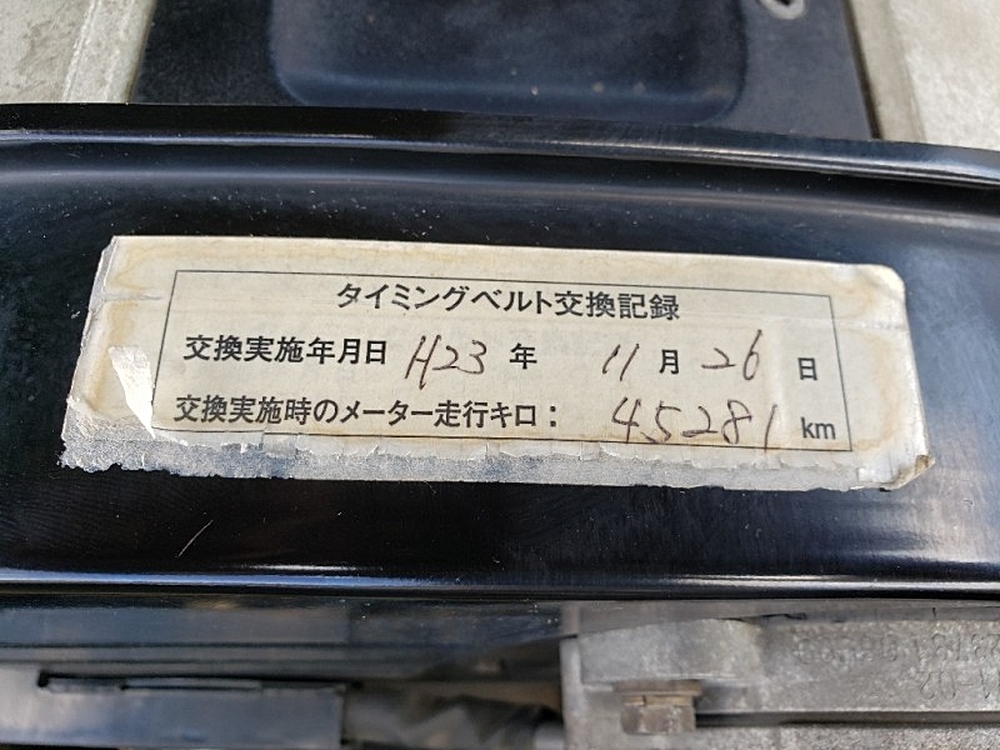 タイミングベルト交換記録
交換実施年月日 H23 年 11 月 26 日
交換実施時のメーター走行キロ： 45281 km